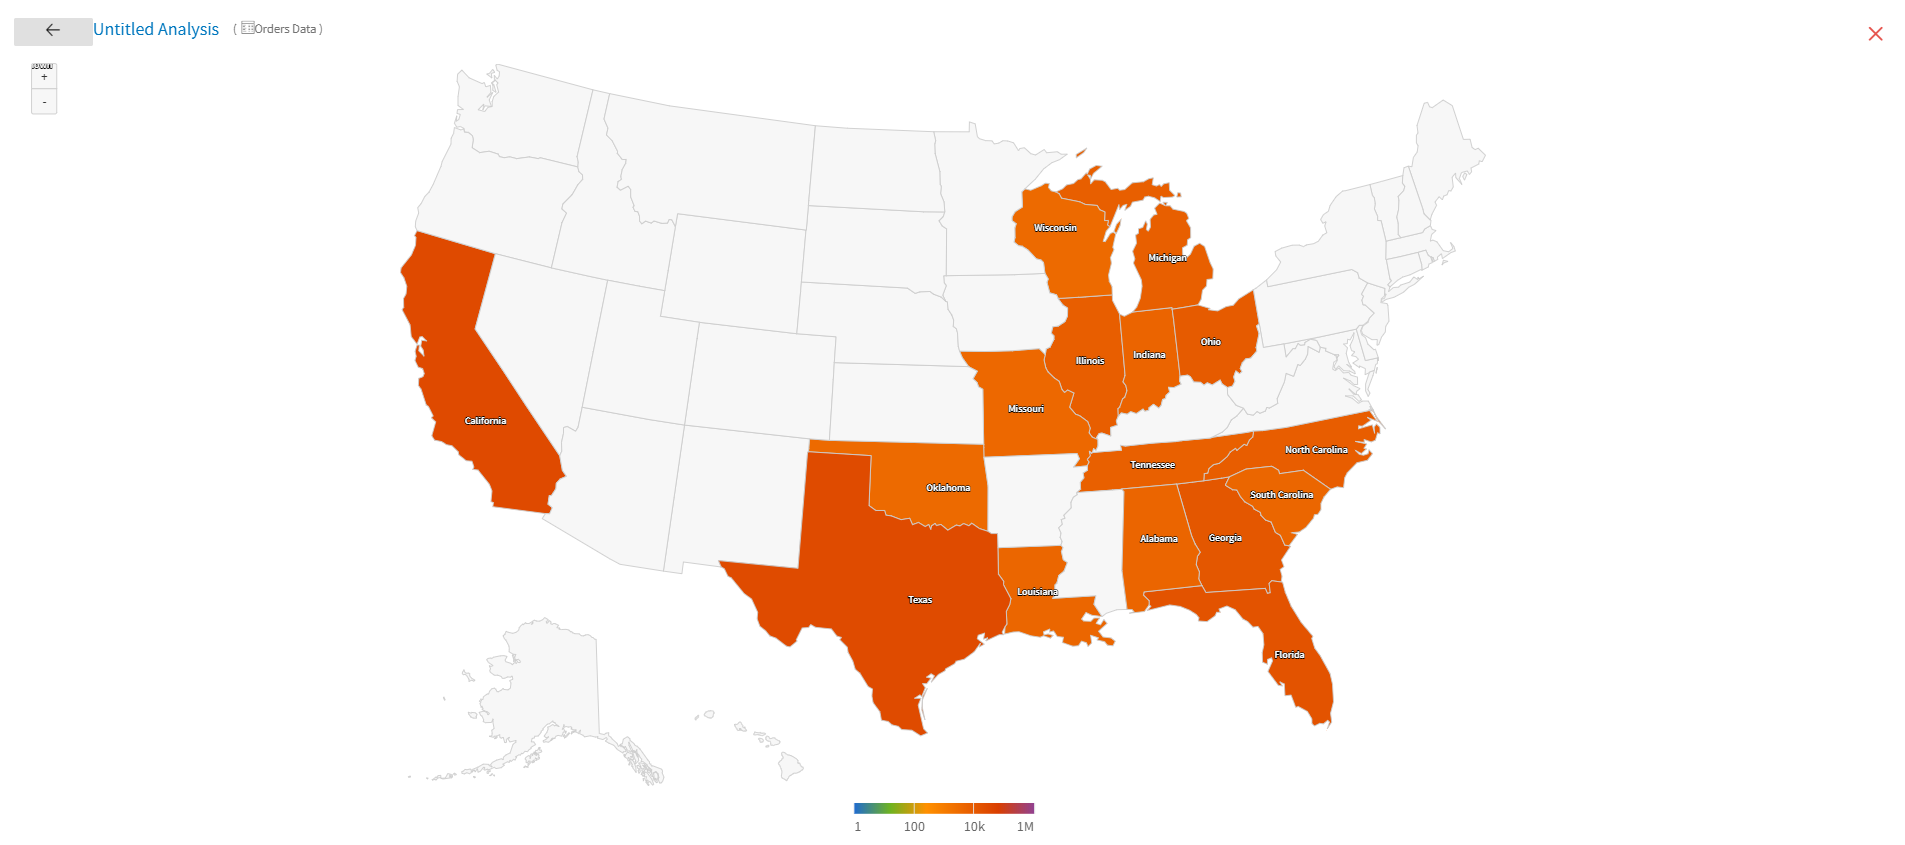 Untitled Analysis ( Orders Data )
+
-
Wisconsin
Michigan
Ohio
Indiana
Illinois
Missouri
California
North Carolina
Tennessee
Oklahoma
South Carolina
Georgia
Alabama
Louisiana
Texas
Florida
1 100 10k 1M